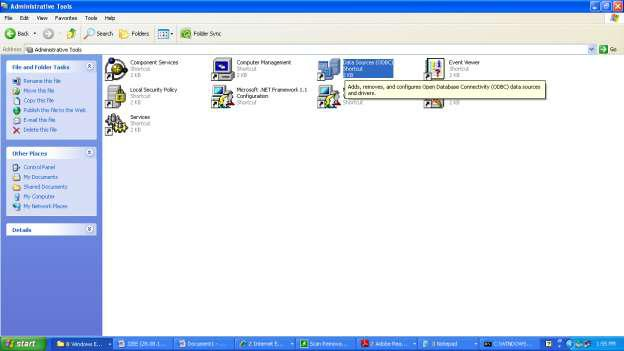 Administrative Tools
File Edit View Favorites Tools Help
Back Search Folders Folder Sync
Address Administrative Tools Go
File and Folder Tasks
Rename this file
Move this file
Copy this file
Publish this file to the Web
E-mail this file
Delete this file
Other Places
Control Panel
My Documents
Shared Documents
My Computer
My Network Places
Details
Component Services
Shortcut
2 KB
Computer Management
Shortcut
2 KB
Data Sources (ODBC)
Shortcut
2 KB
Event Viewer
Shortcut
2 KB
Local Security Policy
Shortcut
2 KB
Microsoft .NET Framework 1.1
Configuration
Adds, removes, and configures Open Database Connectivity (ODBC) data sources
and drivers.
Services
Shortcut
2 KB
start
8 Windows E...
Document1 - ...
2 Internet E...
Scan Remova...
2 Adobe Rea...
3 Notepad
C:\WINDOWS...
1:55 PM